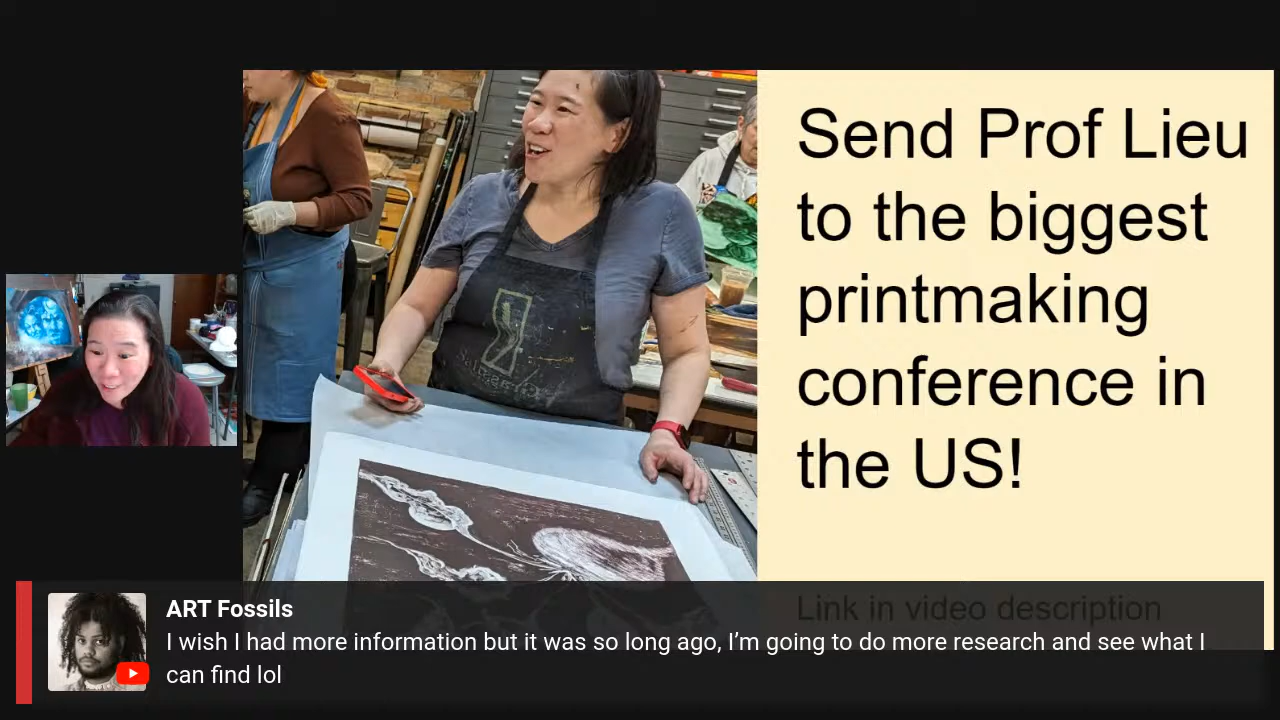 Send Prof Lieu
to the biggest
printmaking
conference in
the US!
Link in video description
ART Fossils
I wish I had more information but it was so long ago, I’m going to do more research and see what I
can find lol